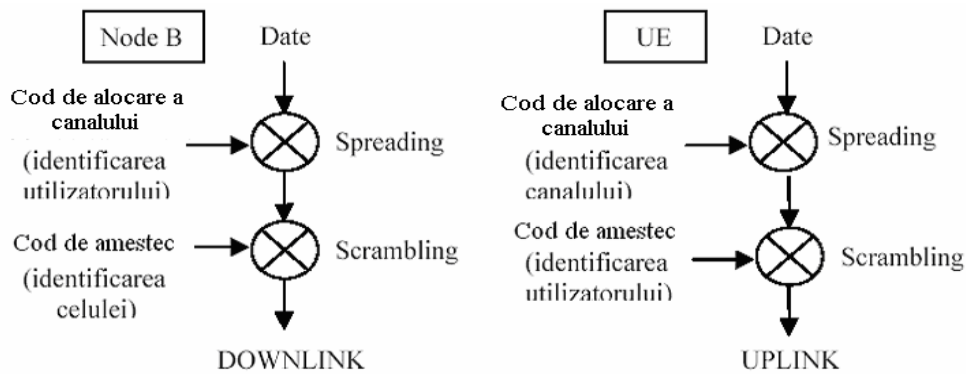 Node B
Date
Cod de alocare a
canalului
(identificarea
utilizatorului)
Spreading
Cod de amestec
(identificarea
celulei)
Scrambling
DOWNLINK
UE
Date
Cod de alocare a
canalului
(identificarea
canalului)
Spreading
Cod de amestec
(identificarea
utilizatorului)
Scrambling
UPLINK